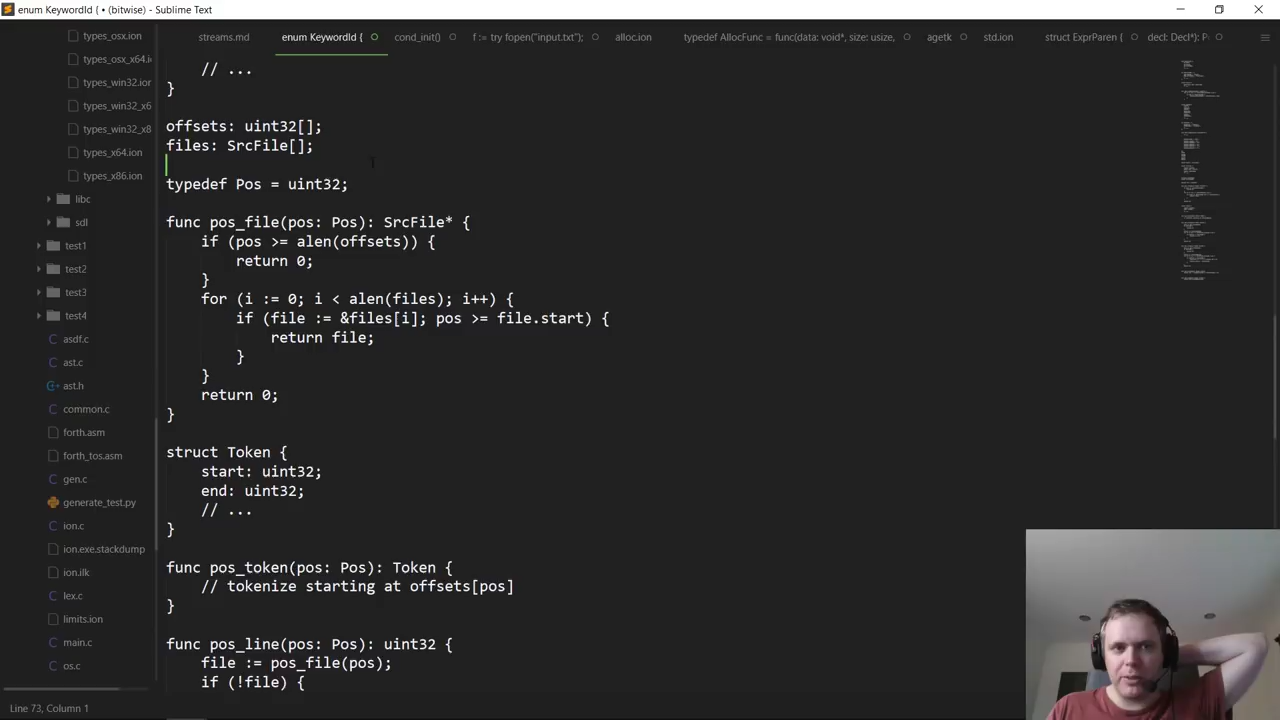 enum KeywordId { • (bitwise) - Sublime Text
types_osx.ion
types_osx_x64.i
types_win32.ior
types_win32_x6
types_win32_x8
types_x64.ion
types_x86.ion
libc
sdl
test1
test2
test3
test4
asdf.c
ast.c
ast.h
common.c
forth.asm
forth_tos.asm
gen.c
generate_test.py
ion.c
ion.exe.stackdump
ion.ilk
lex.c
limits.ion
main.c
os.c
streams.md
enum KeywordId {
cond_init()
f := try fopen("input.txt");
alloc.ion
typedef AllocFunc = func(data: void*, size: usize,
agetk
std.ion
struct ExprParen {
decl: Decl*): P
// ...
}
offsets: uint32[];
files: SrcFile[];
typedef Pos = uint32;
func pos_file(pos: Pos): SrcFile* {
if (pos >= alen(offsets)) {
return 0;
}
for (i := 0; i < alen(files); i++) {
if (file := &files[i]; pos >= file.start) {
return file;
}
}
return 0;
}
struct Token {
start: uint32;
end: uint32;
// ...
}
func pos_token(pos: Pos): Token {
// tokenize starting at offsets[pos]
}
func pos_line(pos: Pos): uint32 {
file := pos_file(pos);
if (!file) {
Line 73, Column 1